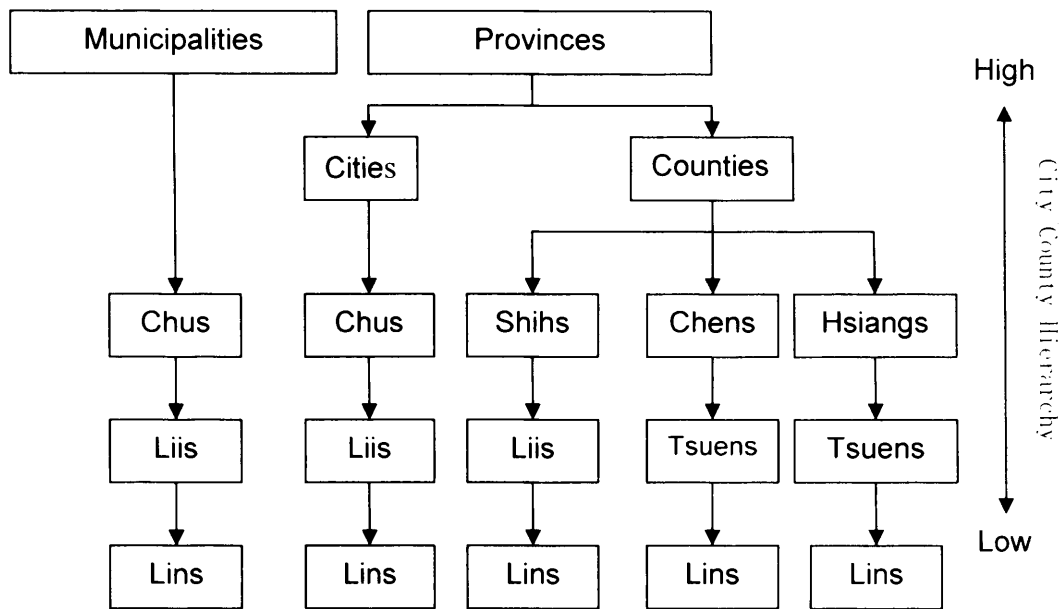 Municipalities
Provinces
High
Cities
Counties
City County Hierarchy
Chus
Chus
Shihs
Chens
Hsiangs
Liis
Liis
Liis
Tsuens
Tsuens
Low
Lins
Lins
Lins
Lins
Lins